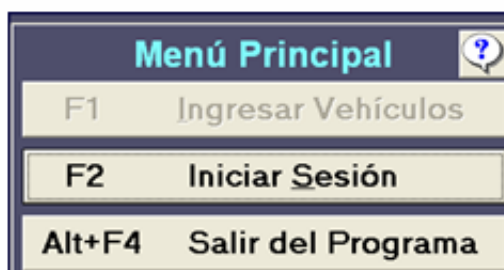 Menú Principal ?
F1 Ingresar Vehículos
F2 Iniciar Sesión
Alt+F4 Salir del Programa